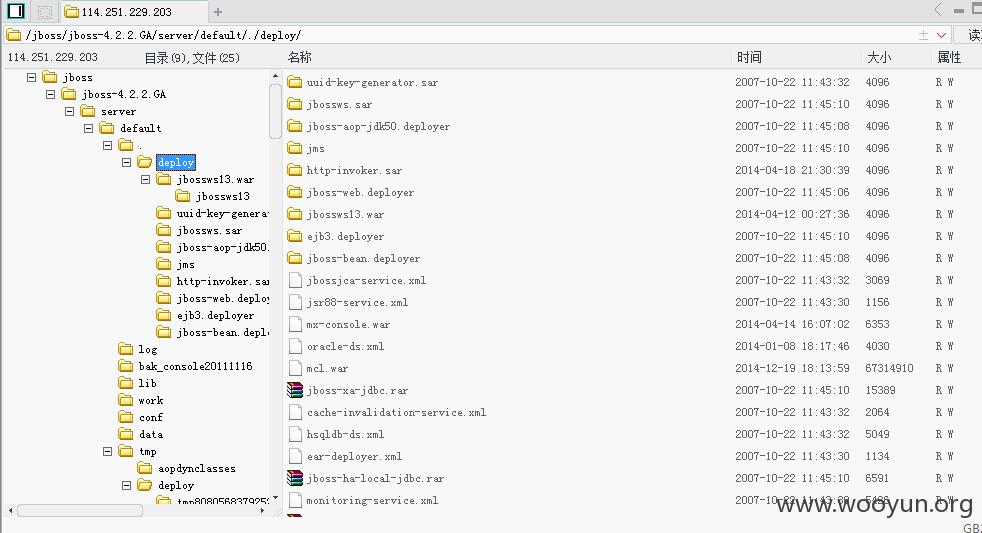 114.251.229.203
/jboss/jboss-4.2.2.GA/server/default/./deploy/ 读
114.251.229.203 目录(9),文件(25) 名称 时间 大小 属性
jboss
jboss-4.2.2.GA
server
default
.
deploy
jbossws13.war
jbossws13
uuid-key-genera
jbossws.sar
jboss-aop-jdk50.
jms
http-invoker.sar
jboss-web.deploy
ejb3.deployer
jboss-bean.deplo
log
bak_console20111116
lib
work
conf
data
tmp
aopdynclasses
deploy
uuid-key-generator.sar 2007-10-22 11:43:32 4096 R W
jbossws.sar 2007-10-22 11:45:10 4096 R W
jboss-aop-jdk50.deployer 2007-10-22 11:45:08 4096 R W
jms 2007-10-22 11:45:10 4096 R W
http-invoker.sar 2014-04-18 21:30:39 4096 R W
jboss-web.deployer 2007-10-22 11:45:06 4096 R W
jbossws13.war 2014-04-12 00:27:36 4096 R W
ejb3.deployer 2007-10-22 11:45:10 4096 R W
jboss-bean.deployer 2007-10-22 11:45:08 4096 R W
jbossjca-service.xml 2007-10-22 11:43:32 3069 R W
jsr88-service.xml 2007-10-22 11:43:30 1156 R W
mx-console.war 2014-04-14 16:07:02 6353 R W
oracle-ds.xml 2014-01-08 18:17:46 4030 R W
mcl.war 2014-12-19 18:13:59 67314910 R W
jboss-xa-jdbc.rar 2007-10-22 11:45:10 15389 R W
cache-invalidation-service.xml 2007-10-22 11:43:32 2064 R W
hsqldb-ds.xml 2007-10-22 11:43:32 5049 R W
ear-deployer.xml 2007-10-22 11:43:30 1134 R W
jboss-ha-local-jdbc.rar 2007-10-22 11:45:10 6591 R W
monitoring-service.xml 2007-10-22 R W
www.wooyun.org